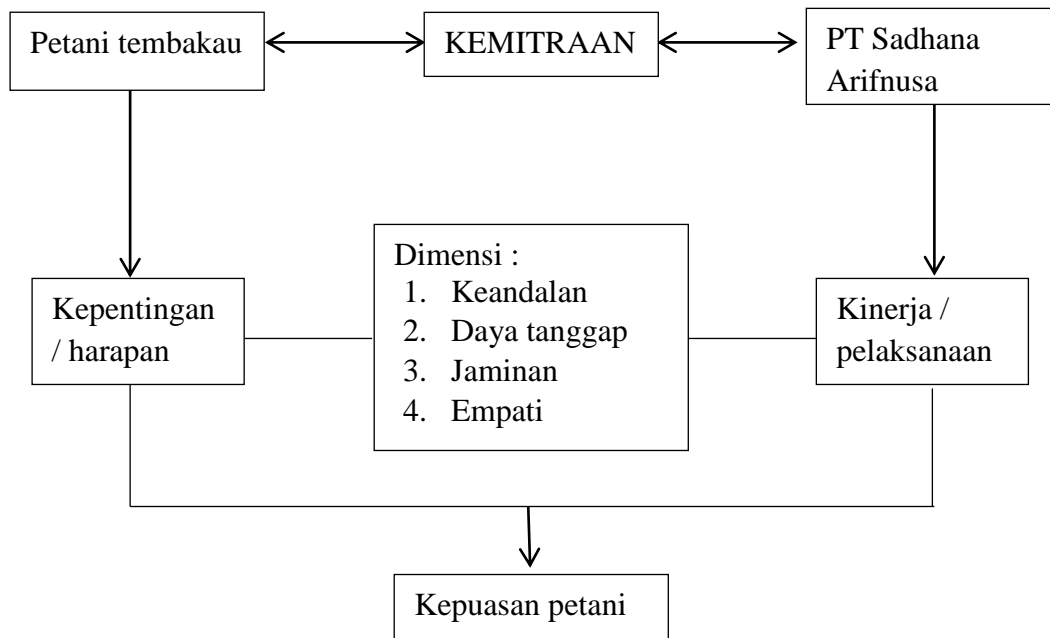 Petani tembakau
KEMITRAAN
PT Sadhana
Arifnusa
Kepentingan
/ harapan
Dimensi :
1. Keandalan
2. Daya tanggap
3. Jaminan
4. Empati
Kinerja /
pelaksanaan
Kepuasan petani